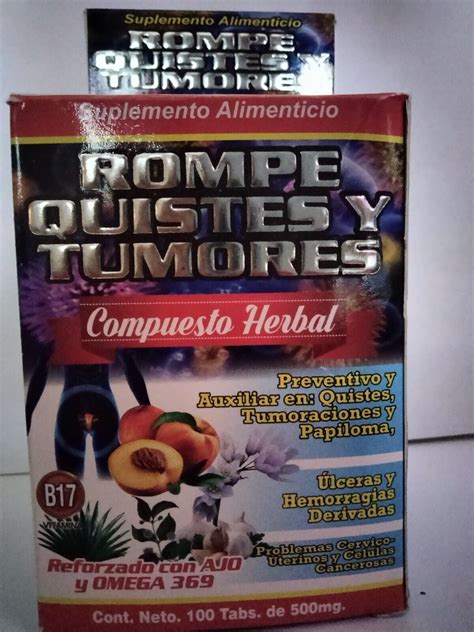 Suplemento Alimenticio
ROMPE
QUISTES Y
TUMORES
Suplemento Alimenticio
ROMPE
QUISTES Y
TUMORES
Compuesto Herbal
Preventivo y
Auxiliar en: Quistes,
Tumoraciones y
Papiloma,
Úlceras y
Hemorragias
Derivadas
B17
VITAMINA
Problemas Cervico-
Uterinos y Células
Cancerosas
Reforzado con AJO
y OMEGA 369
Cont. Neto. 100 Tabs. de 500mg.